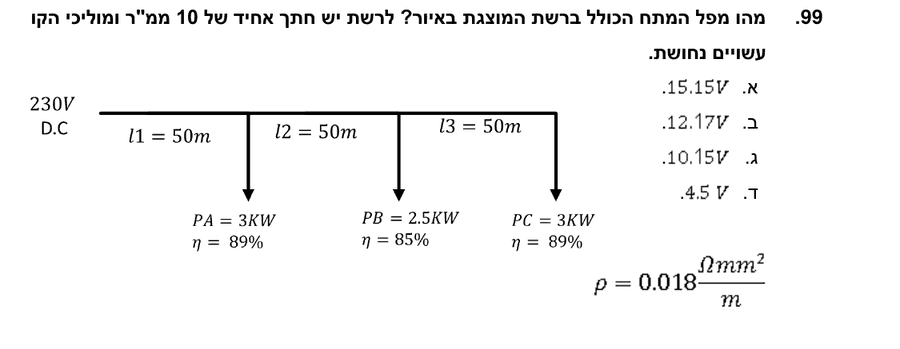 99. מהו מפל המתח הכולל ברשת המוצגת באיור? לרשת יש חתך אחיד של 10 ממ"ר ומוליכי הקו
עשויים נחושת.
א. 15.15V.
ב. 12.17V.
ג. 10.15V.
ד. 4.5 V.
230V
D.C
l1 = 50m
l2 = 50m
l3 = 50m
PA = 3KW
η = 89%
PB = 2.5KW
η = 85%
PC = 3KW
η = 89%
ρ = 0.018 Ωmm²/m